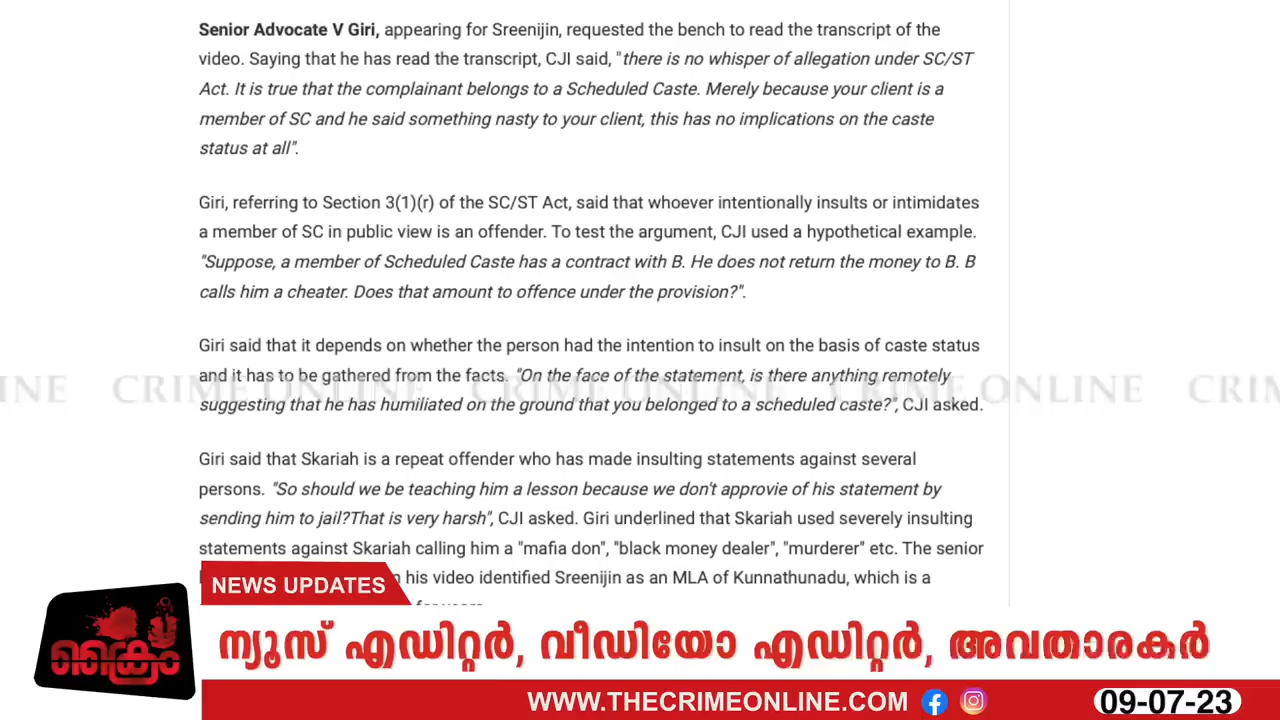 Senior Advocate V Giri, appearing for Sreenijin, requested the bench to read the transcript of the
video. Saying that he has read the transcript, CJI said, "there is no whisper of allegation under SC/ST
Act. It is true that the complainant belongs to a Scheduled Caste. Merely because your client is a
member of SC and he said something nasty to your client, this has no implications on the caste
status at all".
Giri, referring to Section 3(1)(r) of the SC/ST Act, said that whoever intentionally insults or intimidates
a member of SC in public view is an offender. To test the argument, CJI used a hypothetical example.
"Suppose, a member of Scheduled Caste has a contract with B. He does not return the money to B. B
calls him a cheater. Does that amount to offence under the provision?".
Giri said that it depends on whether the person had the intention to insult on the basis of caste status
and it has to be gathered from the facts. "On the face of the statement, is there anything remotely
suggesting that he has humiliated on the ground that you belonged to a scheduled caste?", CJI asked.
INE CRIME ONLINE CRIME ONLINE CRIM
Giri said that Skariah is a repeat offender who has made insulting statements against several
persons. "So should we be teaching him a lesson because we don't approvie of his statement by
sending him to jail?That is very harsh", CJI asked. Giri underlined that Skariah used severely insulting
statements against Skariah calling him a "mafia don", "black money dealer", "murderer" etc. The senior
his video identified Sreenijin as an MLA of Kunnathunadu, which is a
NEWS UPDATES
ക്രൈം
ന്യൂസ് എഡിറ്റർ, വീഡിയോ എഡിറ്റർ, അവതാരകർ
WWW.THECRIMEONLINE.COM
09-07-23